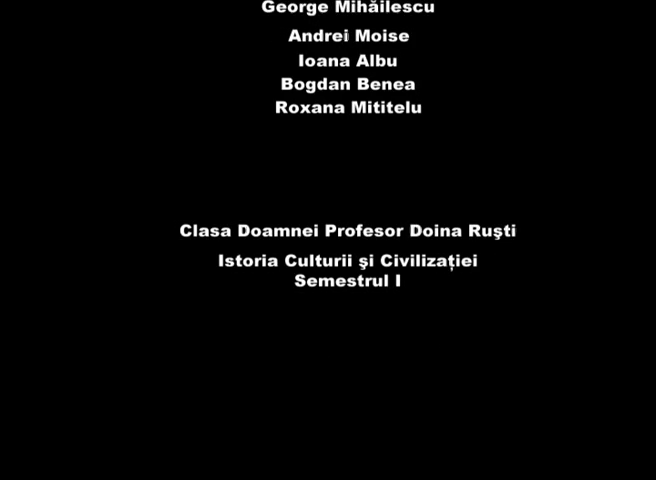 George Mihăilescu
Andrei Moise
Ioana Albu
Bogdan Benea
Roxana Mititelu
Clasa Doamnei Profesor Doina Ruşti
Istoria Culturii şi Civilizaţiei
Semestrul I